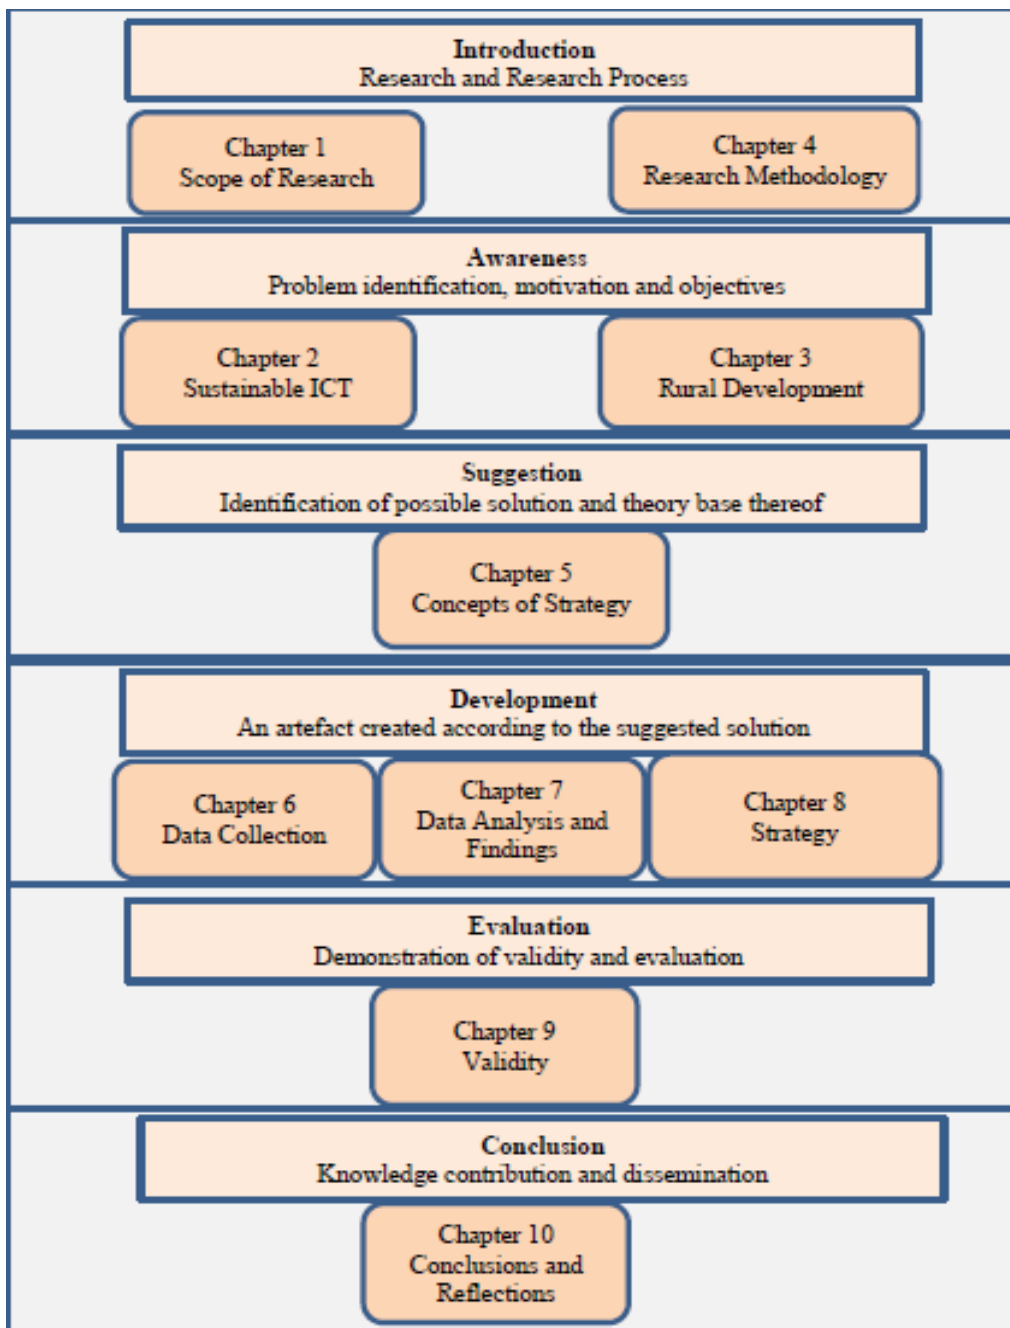 Introduction
Research and Research Process
Chapter 1
Scope of Research
Chapter 4
Research Methodology
Awareness
Problem identification, motivation and objectives
Chapter 2
Sustainable ICT
Chapter 3
Rural Development
Suggestion
Identification of possible solution and theory base thereof
Chapter 5
Concepts of Strategy
Development
An artefact created according to the suggested solution
Chapter 6
Data Collection
Chapter 7
Data Analysis and
Findings
Chapter 8
Strategy
Evaluation
Demonstration of validity and evaluation
Chapter 9
Validity
Conclusion
Knowledge contribution and dissemination
Chapter 10
Conclusions and
Reflections